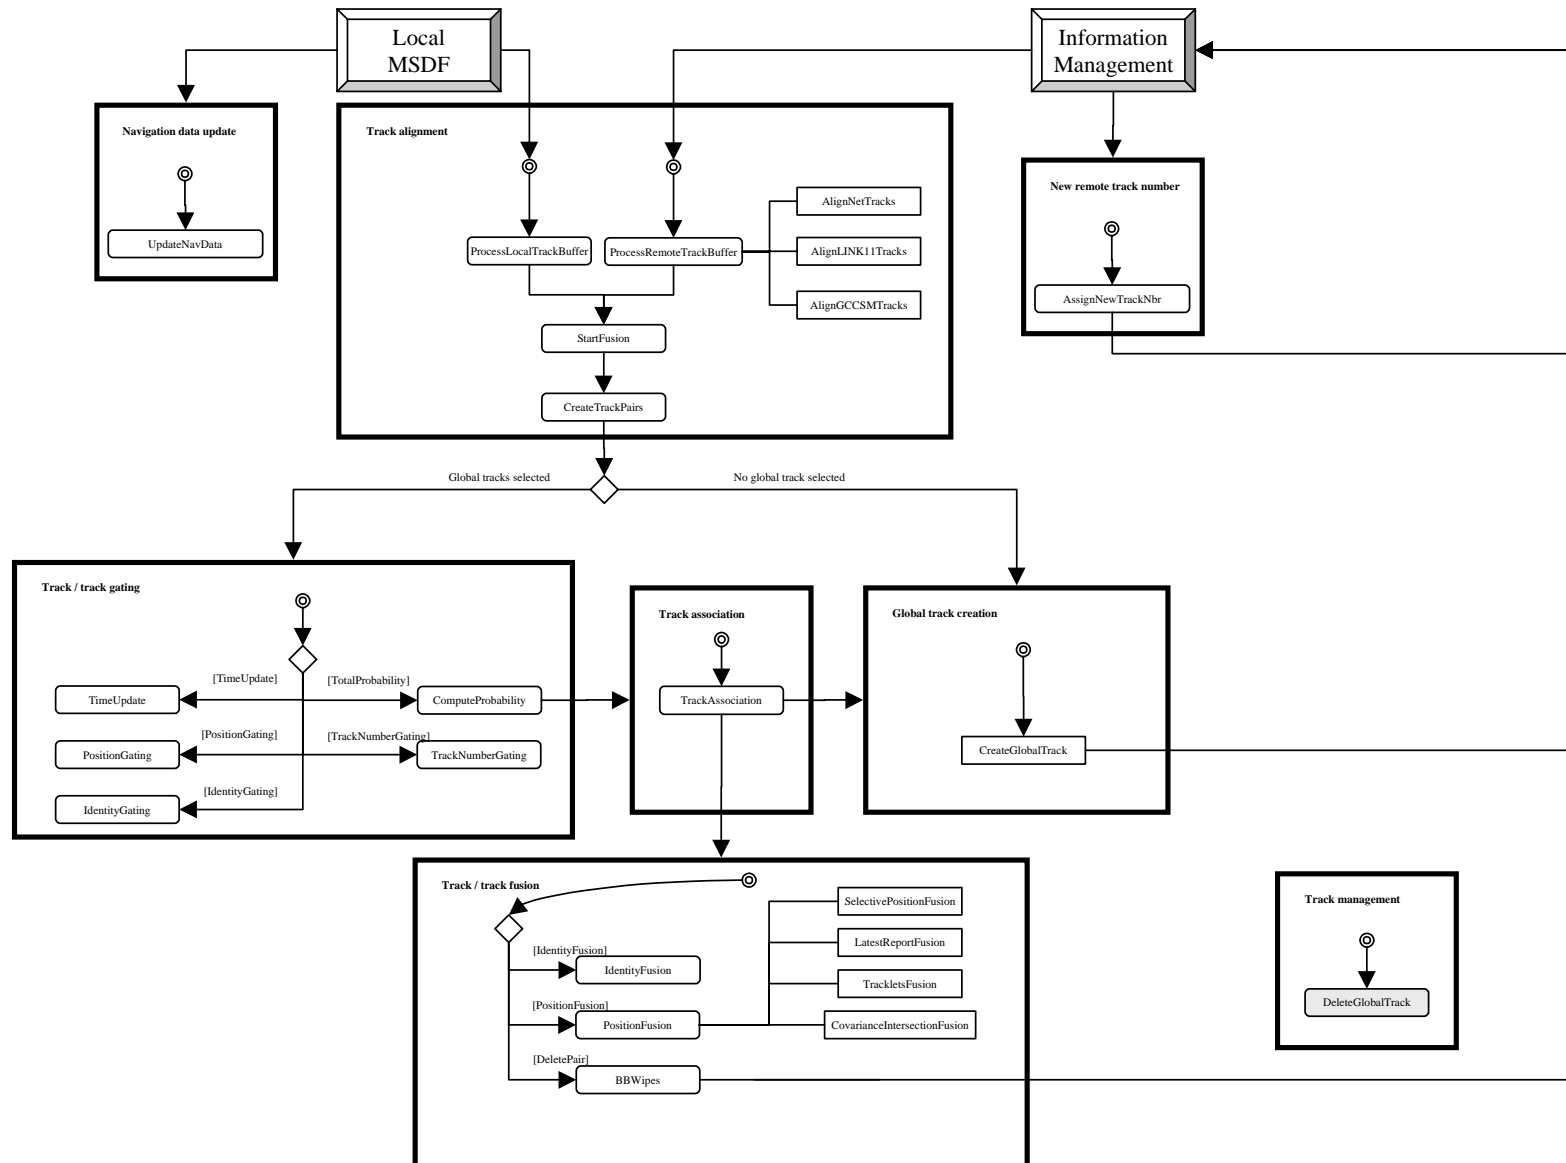 Local
MSDF
Information
Management
Navigation data update
UpdateNavData
Track alignment
ProcessLocalTrackBuffer
ProcessRemoteTrackBuffer
AlignNetTracks
AlignLINK11Tracks
AlignGCCSMTracks
StartFusion
CreateTrackPairs
New remote track number
AssignNewTrackNbr
Global tracks selected
No global track selected
Track / track gating
[TimeUpdate]
[TotalProbability]
TimeUpdate
ComputeProbability
[PositionGating]
[TrackNumberGating]
PositionGating
TrackNumberGating
[IdentityGating]
IdentityGating
Track association
TrackAssociation
Global track creation
CreateGlobalTrack
Track / track fusion
[IdentityFusion]
IdentityFusion
[PositionFusion]
PositionFusion
[DeletePair]
BBWipes
SelectivePositionFusion
LatestReportFusion
TrackletsFusion
CovarianceIntersectionFusion
Track management
DeleteGlobalTrack